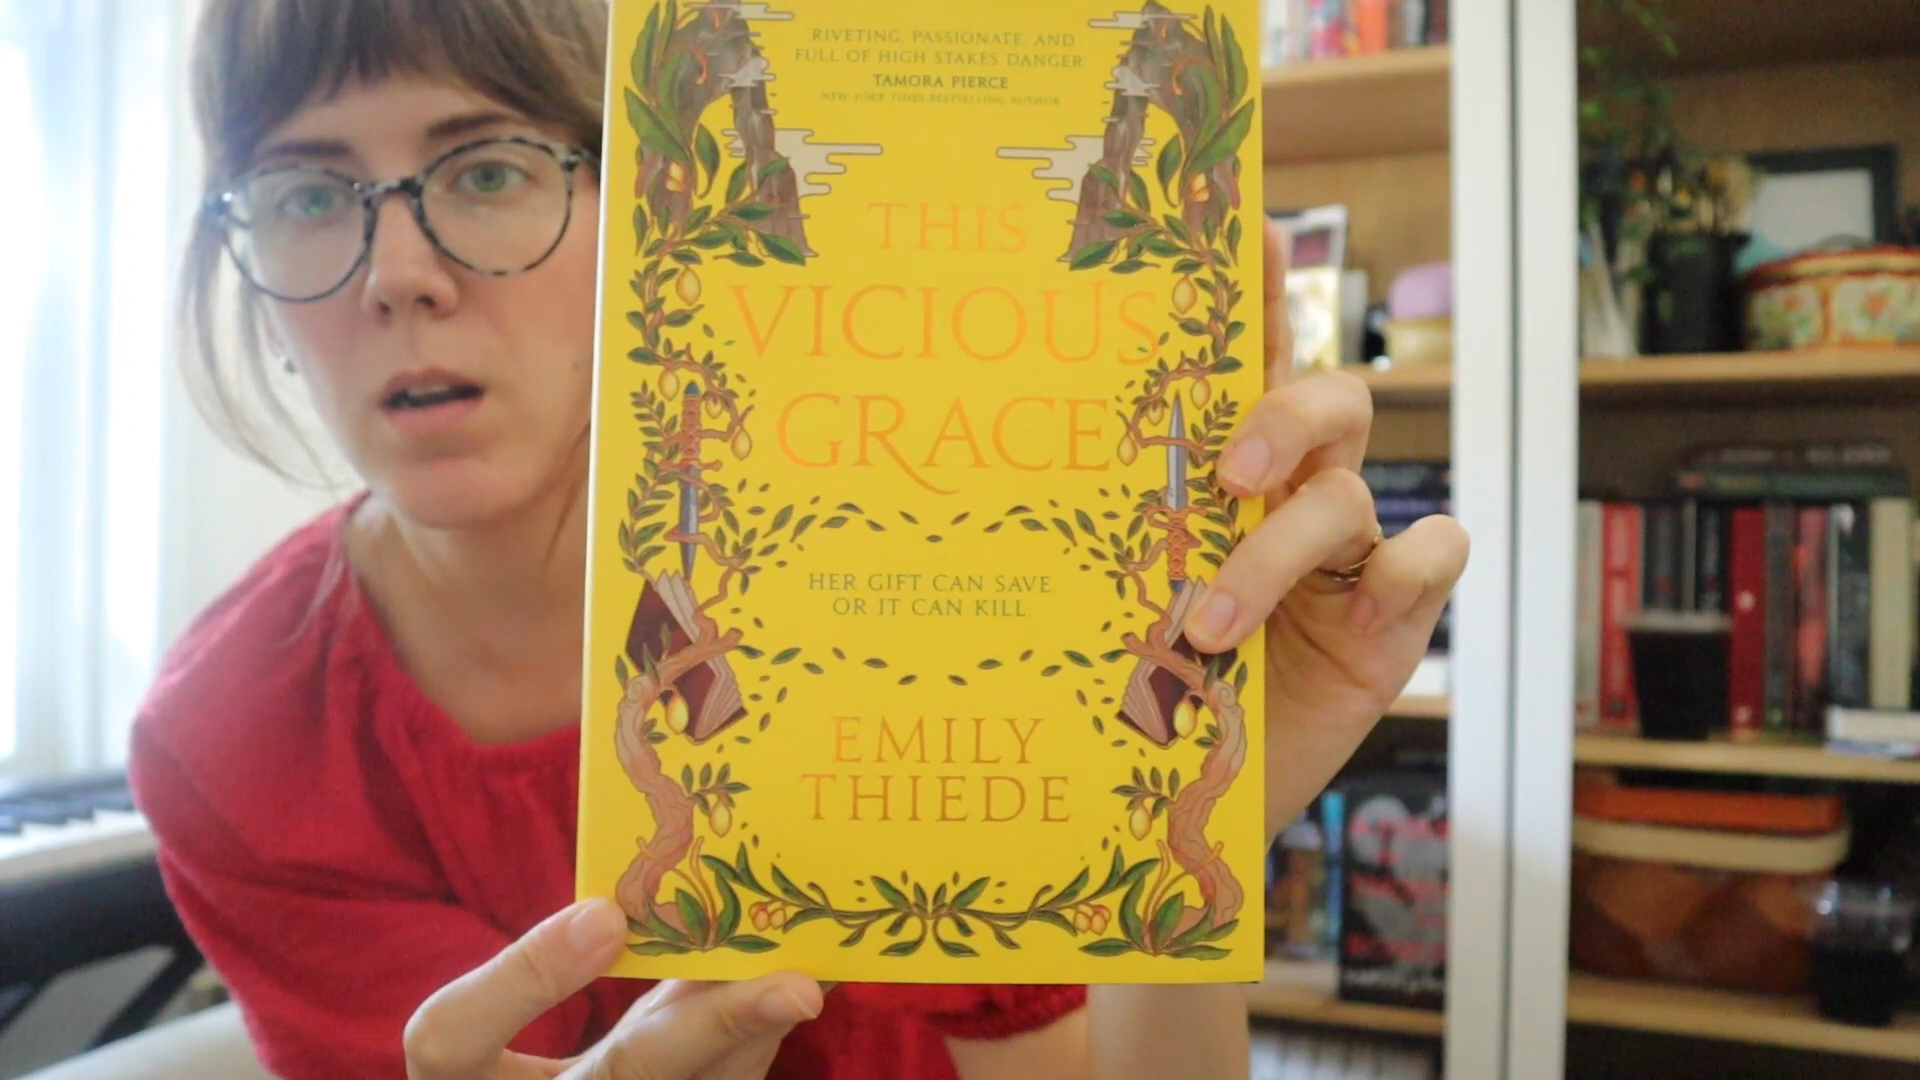 RIVETING, PASSIONATE, AND
FULL OF HIGH STAKES DANGER
TAMORA PIERCE
NEW YORK TIMES BESTSELLING AUTHOR
THIS
VICIOUS
GRACE
HER GIFT CAN SAVE.
OR IT CAN KILL.
EMILY
THIEDE